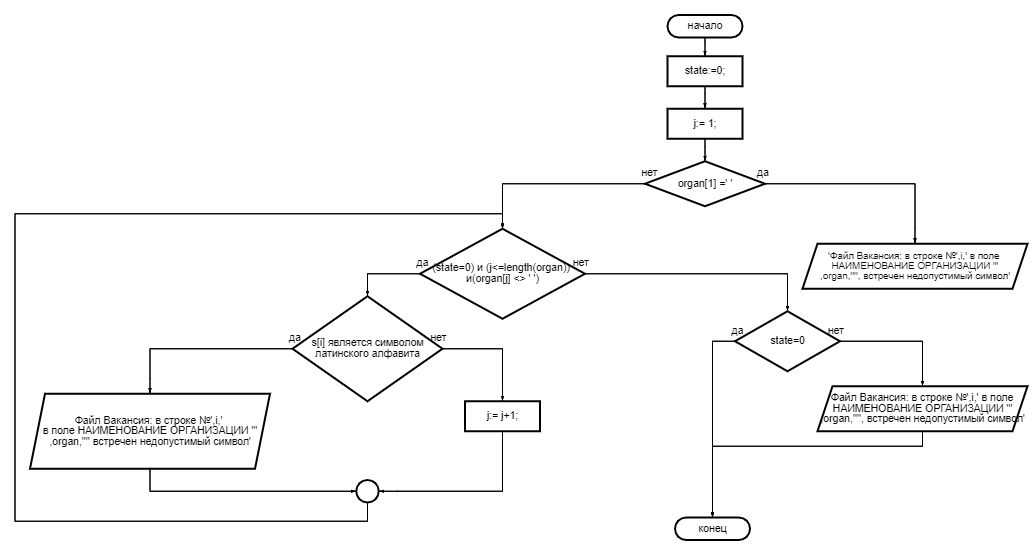 начало
state:=0;
j:= 1;
нет
да
organ[1] =' '
'Файл Вакансия: в строке №',i,' в поле
НАИМЕНОВАНИЕ ОРГАНИЗАЦИИ "'
,organ,'"', встречен недопустимый символ'
да
нет
(state=0) и (j<=length(organ))
и(organ[j] <> ' ')
да
нет
s[i] является символом
латинского алфавита
да
нет
state=0
Файл Вакансия: в строке №',i,'
в поле НАИМЕНОВАНИЕ ОРГАНИЗАЦИИ "'
,organ,'"' встречен недопустимый символ'
j:= j+1;
Файл Вакансия: в строке №',i,' в поле
НАИМЕНОВАНИЕ ОРГАНИЗАЦИИ "'
organ,'"', встречен недопустимый символ'
конец